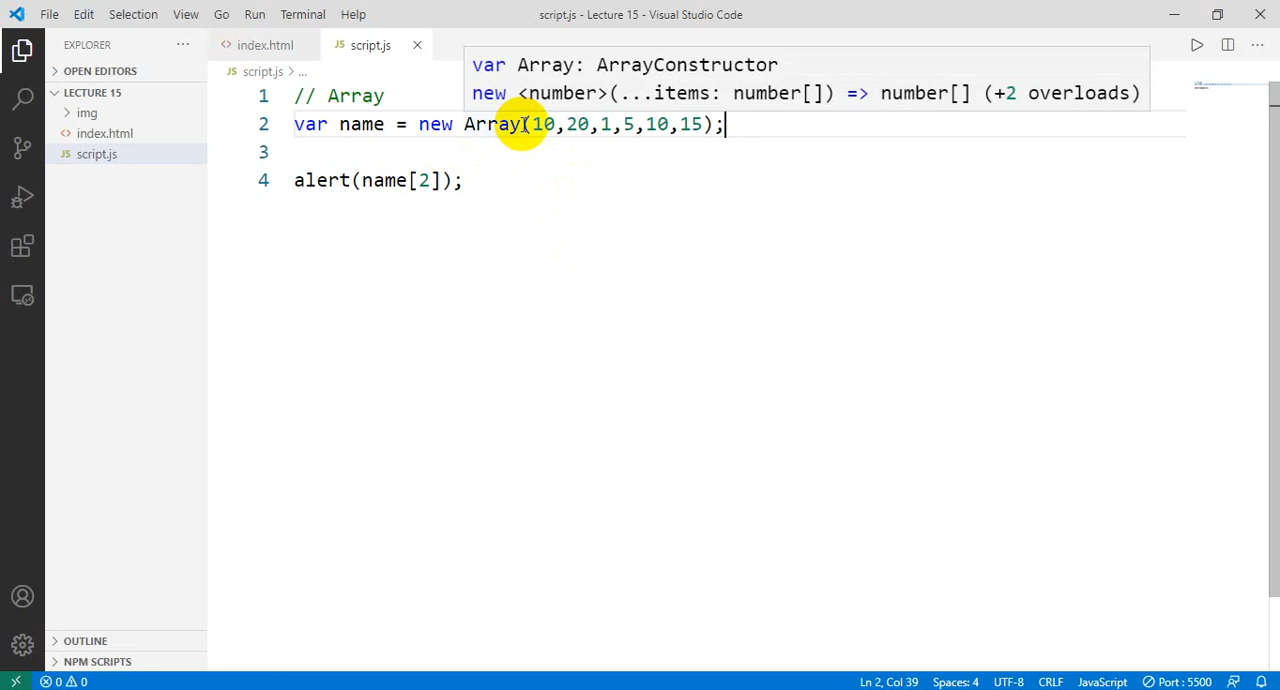 File Edit Selection View Go Run Terminal Help script.js - Lecture 15 - Visual Studio Code
EXPLORER ··· <> index.html JS script.js
OPEN EDITORS
LECTURE 15
img
<> index.html
JS script.js
OUTLINE
NPM SCRIPTS
JS script.js > ...
var Array: ArrayConstructor
new <number>(...items: number[]) => number[] (+2 overloads)
1 // Array
2 var name = new Array(10,20,1,5,10,15);
3
4 alert(name[2]);
0 0 Ln 2, Col 39 Spaces: 4 UTF-8 CRLF JavaScript Port : 5500